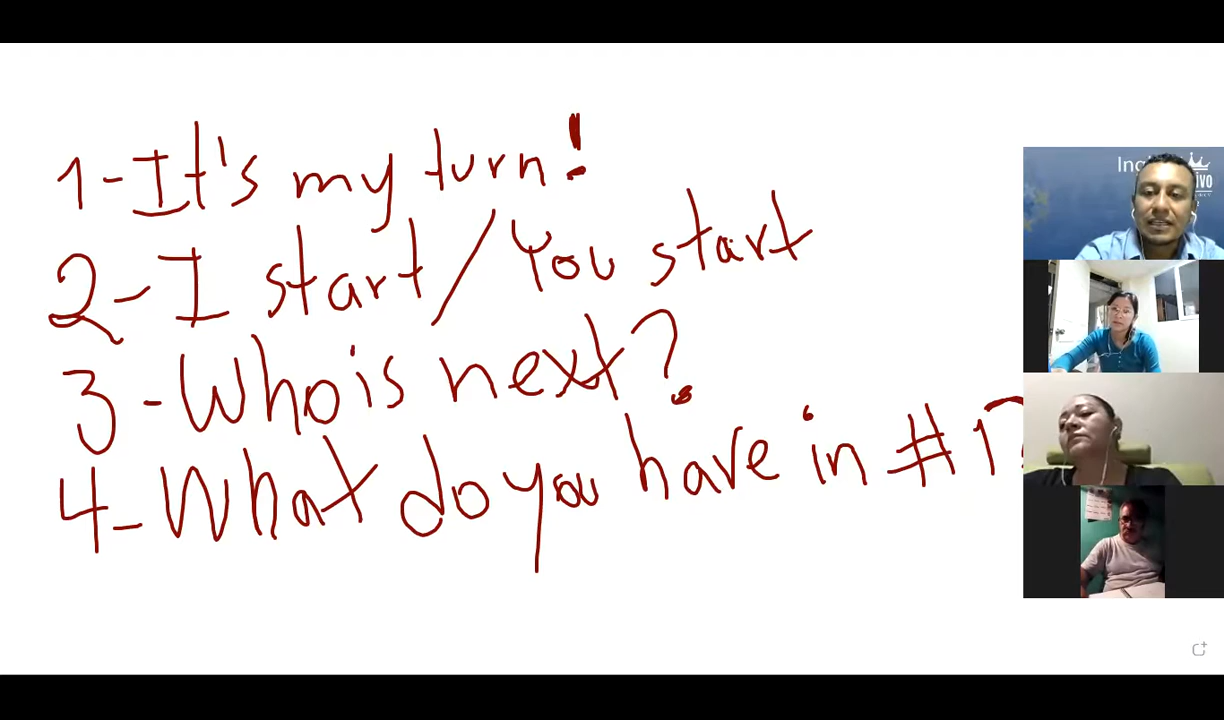 1-It's my turn!
2-I start/You start
3-Who is next?
4-What do you have in #1?